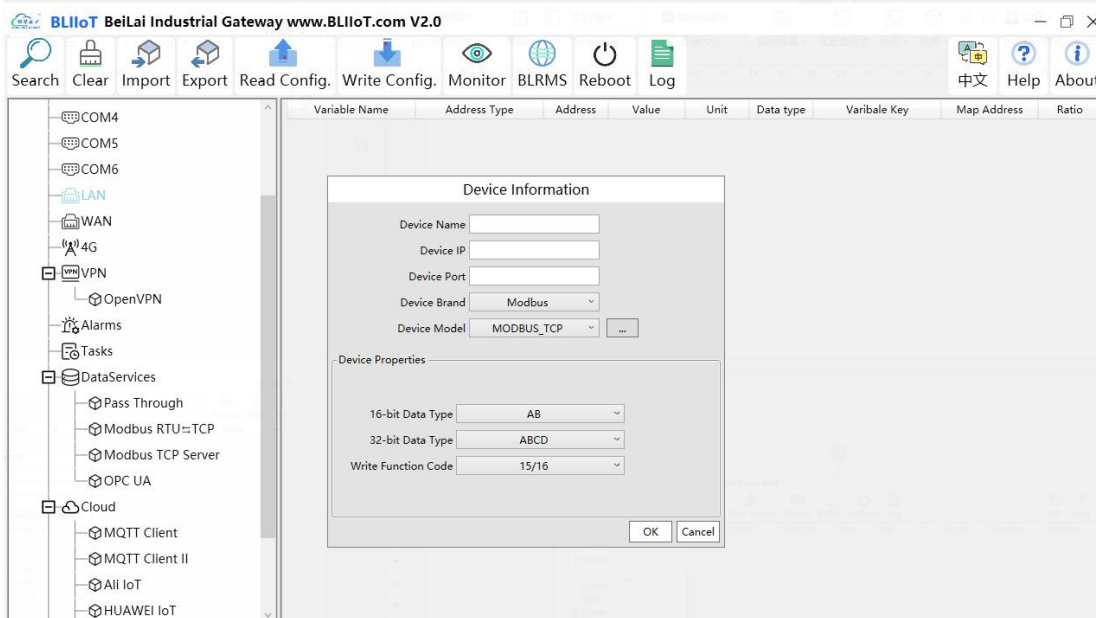 BLIIoT BeiLai Industrial Gateway www.BLIIoT.com V2.0
Search Clear Import Export Read Config. Write Config. Monitor BLRMS Reboot Log 中文 Help About
Variable Name Address Type Address Value Unit Data type Varibale Key Map Address Ratio
COM4
COM5
COM6
LAN
WAN
4G
VPN VPN
OpenVPN
Alarms
Tasks
DataServices
Pass Through
Modbus RTU⇆TCP
Modbus TCP Server
OPC UA
Cloud
MQTT Client
MQTT Client II
Ali IoT
HUAWEI IoT
Device Information
Device Name
Device IP
Device Port
Device Brand Modbus
Device Model MODBUS_TCP ...
Device Properties
16-bit Data Type AB
32-bit Data Type ABCD
Write Function Code 15/16
OK Cancel